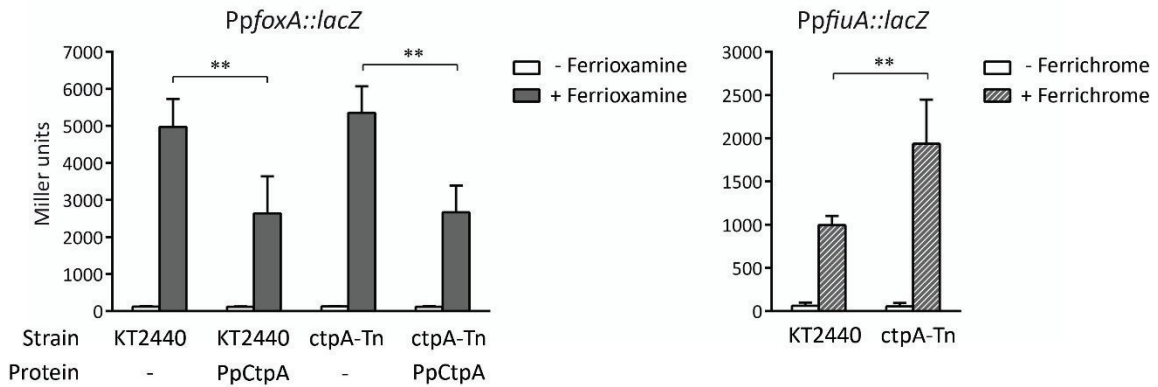 PpfoxA::lacZ
7000
6000
5000
4000
3000
2000
1000
0
Miller units
**
**
- Ferrioxamine
+ Ferrioxamine
Strain KT2440 KT2440 ctpA-Tn ctpA-Tn
Protein - PpCtpA - PpCtpA
PpfiuA::lacZ
3000
2500
2000
1500
1000
500
0
**
- Ferrichrome
+ Ferrichrome
KT2440 ctpA-Tn